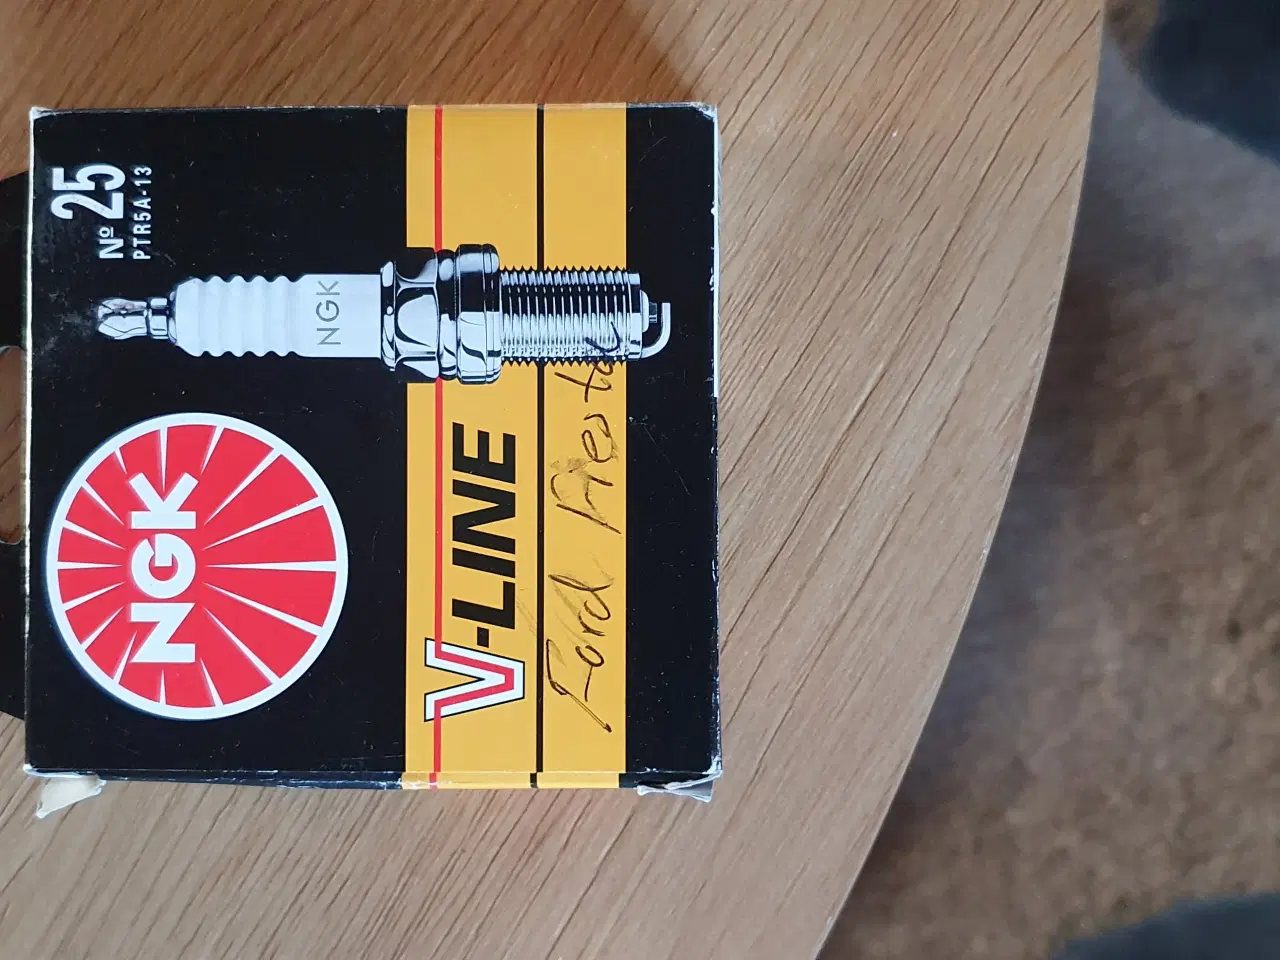 Nº 25
PTR5A-13
NGK
NGK
V-LINE
Ford Fiesta